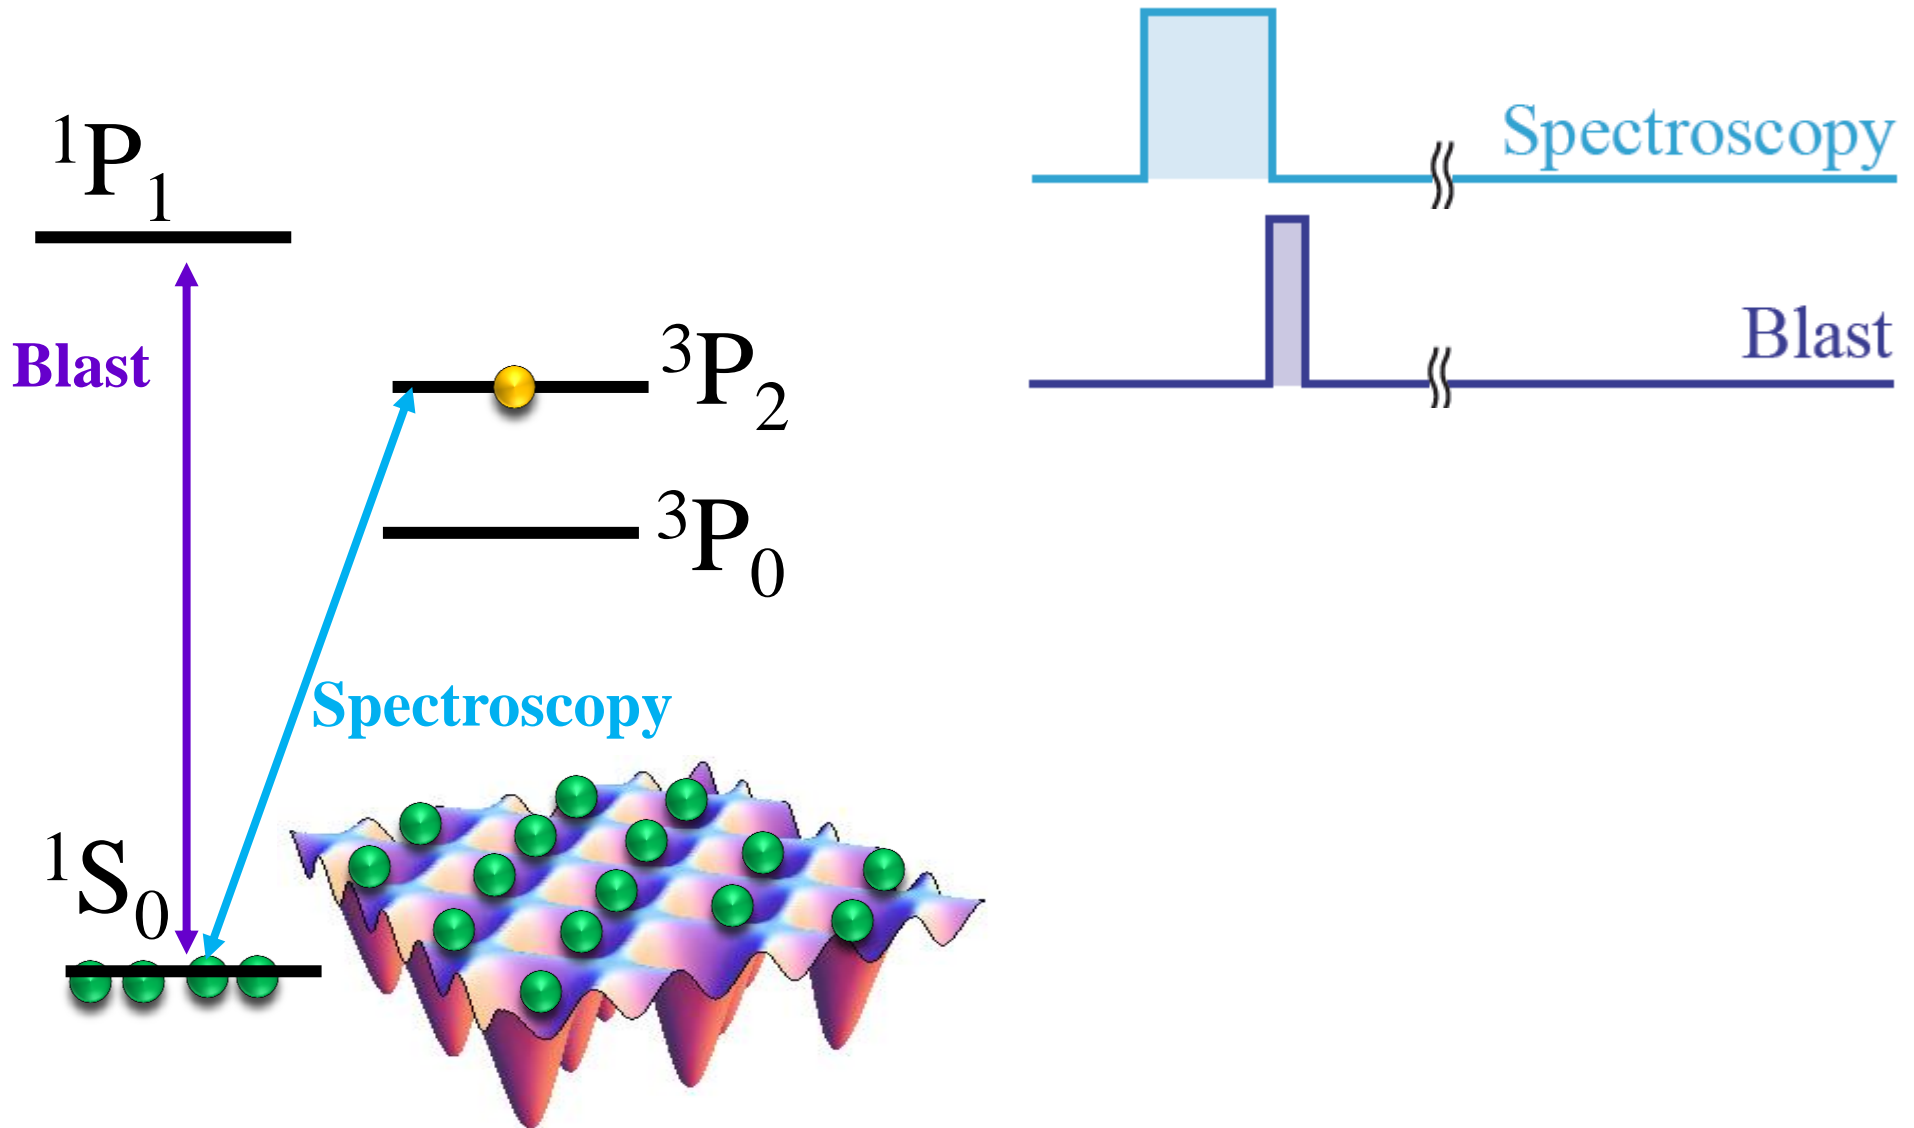 ¹P₁
Blast
³P₂
³P₀
Spectroscopy
¹S₀
Spectroscopy
Blast